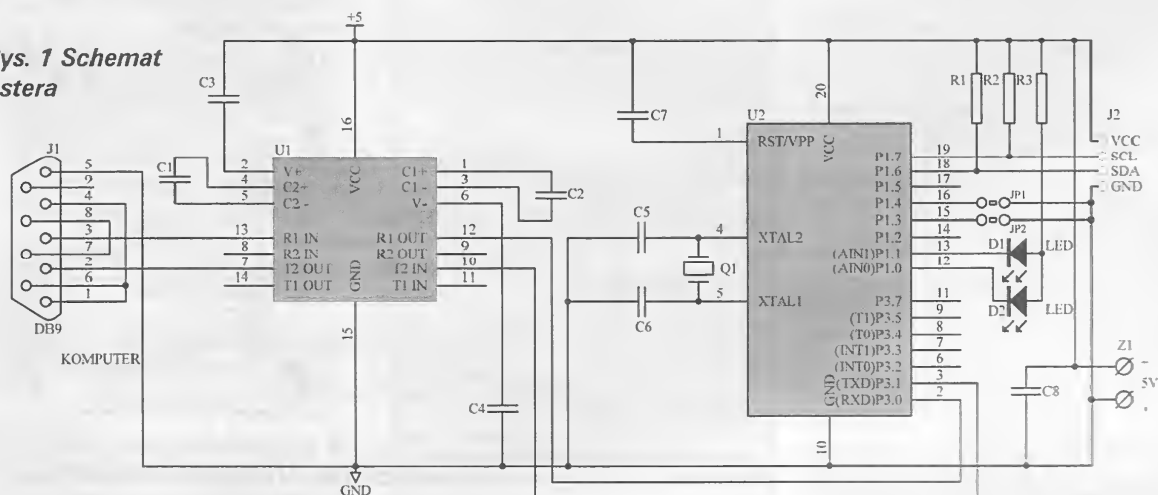 ys. 1 Schemat
stera
+5
C3
16
C7
20
R1 R2 R3
J2
J1
U1
U2
1
RST/VPP
VCC
VCC
5
9
4
8
3
7
2
6
1
DB9
KOMPUTER
C1
2 V+
4 C2+
5 C2 -
VCC
C1+ 1
C1 - 3
V- 6
C2
13 R1 IN
8 R2 IN
7 T2 OUT
14 T1 OUT
GND
R1 OUT 12
R2 OUT 9
T2 IN 10
T1 IN 11
15
C4
GND
C5
C6
Q1
4 XTAL2
5 XTAL1
P1.7 19
P1.6 18
P1.5 17
P1.4 16
P1.3 15
P1.2 14
(AIN1)P1.1 13
(AIN0)P1.0 12
P3.7 11
(T1)P3.5 9
(T0)P3.4 8
(INT1)P3.3 7
(INT0)P3.2 6
(TXD)P3.1 3
(RXD)P3.0 2
GND
10
SCL
SDA
GND
JP1
JP2
D1 LED
D2 LED
C8
Z1
-
5V